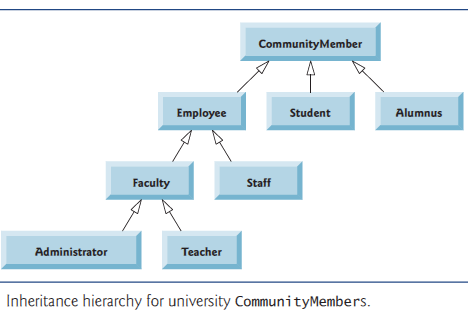 CommunityMember
Employee Student Alumnus
Faculty Staff
Administrator Teacher
Inheritance hierarchy for university CommunityMembers.